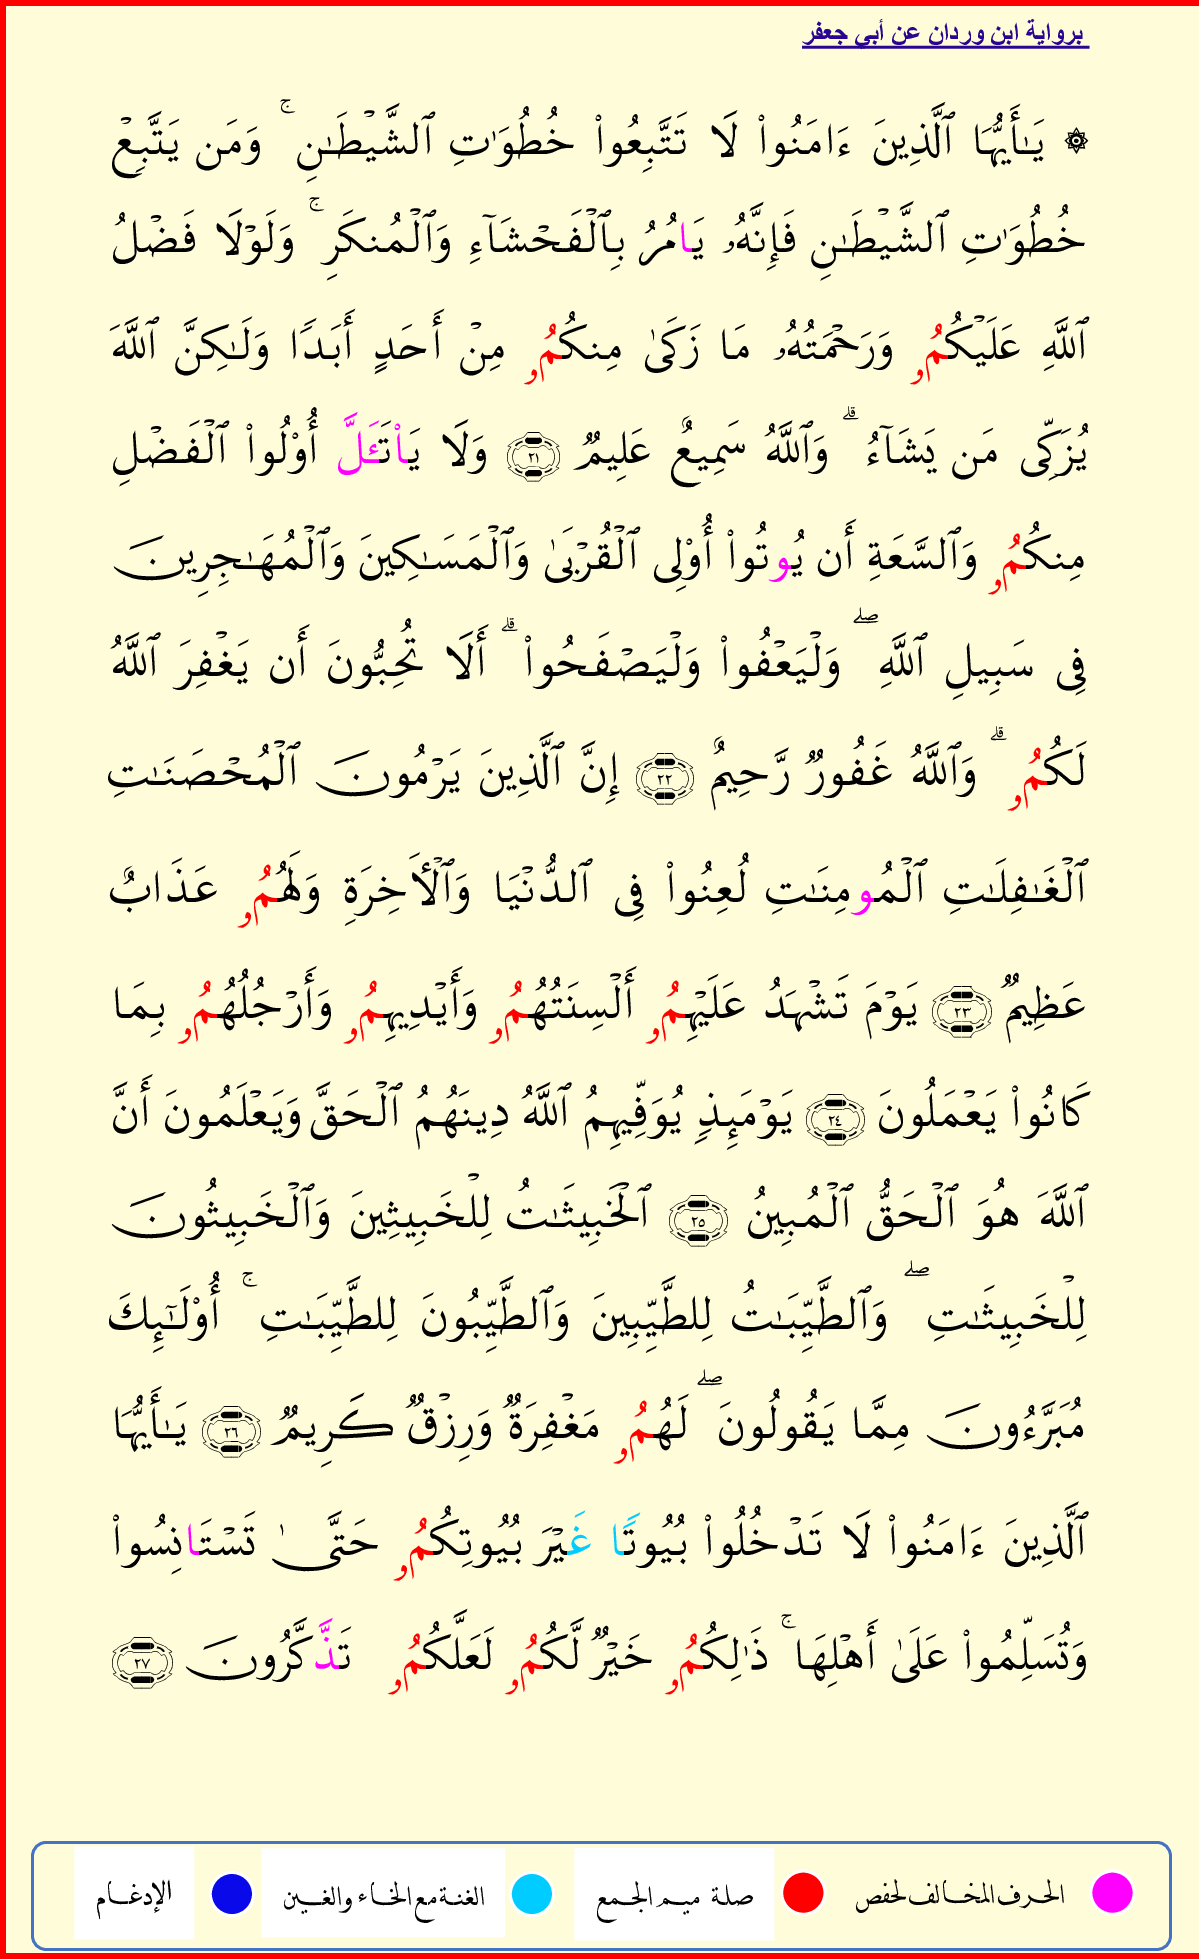 برواية ابن وردان عن أبي جعفر
۞ يَـٰٓأَيُّهَا ٱلَّذِينَ ءَامَنُوا۟ لَا تَتَّبِعُوا۟ خُطُوَٰتِ ٱلشَّيْطَـٰنِ ۚ وَمَن يَتَّبِعْ
خُطُوَٰتِ ٱلشَّيْطَـٰنِ فَإِنَّهُۥ يَامُرُ بِٱلْفَحْشَآءِ وَٱلْمُنكَرِ ۚ وَلَوْلَا فَضْلُ
ٱللَّهِ عَلَيْكُمُۥ وَرَحْمَتُهُۥ مَا زَكَىٰ مِنكُمُۥ مِنْ أَحَدٍ أَبَدًا وَلَـٰكِنَّ ٱللَّهَ
يُزَكِّى مَن يَشَآءُ ۗ وَٱللَّهُ سَمِيعٌ عَلِيمٌ ٢١ وَلَا يَا۟تَـَٔلَّ أُو۟لُوا۟ ٱلْفَضْلِ
مِنكُمُۥ وَٱلسَّعَةِ أَن يُوتُوا۟ أُو۟لِى ٱلْقُرْبَىٰ وَٱلْمَسَـٰكِينَ وَٱلْمُهَـٰجِرِينَ
فِى سَبِيلِ ٱللَّهِ ۖ وَلْيَعْفُوا۟ وَلْيَصْفَحُوا۟ ۗ أَلَا تُحِبُّونَ أَن يَغْفِرَ ٱللَّهُ
لَكُمُۥ ۗ وَٱللَّهُ غَفُورٌ رَّحِيمٌ ٢٢ إِنَّ ٱلَّذِينَ يَرْمُونَ ٱلْمُحْصَنَـٰتِ
ٱلْغَـٰفِلَـٰتِ ٱلْمُومِنَـٰتِ لُعِنُوا۟ فِى ٱلدُّنْيَا وَٱلْأَخِرَةِ وَلَهُمُۥ عَذَابٌ
عَظِيمٌ ٢٣ يَوْمَ تَشْهَدُ عَلَيْهِمُۥ أَلْسِنَتُهُمُۥ وَأَيْدِيهِمُۥ وَأَرْجُلُهُمُۥ بِمَا
كَانُوا۟ يَعْمَلُونَ ٢٤ يَوْمَئِذٍ يُوَفِّيهِمُ ٱللَّهُ دِينَهُمُ ٱلْحَقَّ وَيَعْلَمُونَ أَنَّ
ٱللَّهَ هُوَ ٱلْحَقُّ ٱلْمُبِينُ ٢٥ ٱلْخَبِيثَـٰتُ لِلْخَبِيثِينَ وَٱلْخَبِيثُونَ
لِلْخَبِيثَـٰتِ ۖ وَٱلطَّيِّبَـٰتُ لِلطَّيِّبِينَ وَٱلطَّيِّبُونَ لِلطَّيِّبَـٰتِ ۚ أُو۟لَـٰٓئِكَ
مُبَرَّءُونَ مِمَّا يَقُولُونَ ۖ لَهُمُۥ مَغْفِرَةٌ وَرِزْقٌ كَرِيمٌ ٢٦ يَـٰٓأَيُّهَا
ٱلَّذِينَ ءَامَنُوا۟ لَا تَدْخُلُوا۟ بُيُوتًا غَيْرَ بُيُوتِكُمُۥ حَتَّىٰ تَسْتَانِسُوا۟
وَتُسَلِّمُوا۟ عَلَىٰ أَهْلِهَا ۚ ذَٰلِكُمُۥ خَيْرٌ لَّكُمُۥ لَعَلَّكُمُۥ تَذَّكَّرُونَ ٢٧
الحرف المخالف لحفص
صلة ميم الجمع
الغنة مع الخاء والغين
الإدغام